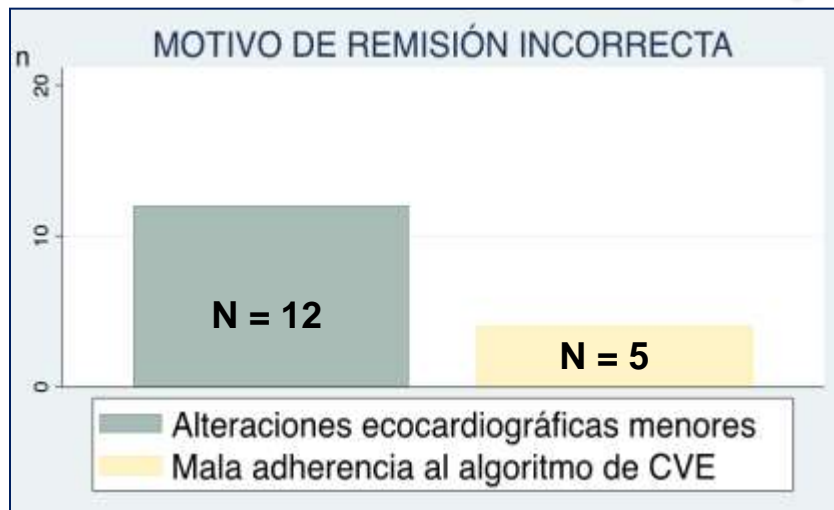 MOTIVO DE REMISIÓN INCORRECTA
n
20
10
0
N = 12
N = 5
Alteraciones ecocardiográficas menores
Mala adherencia al algoritmo de CVE